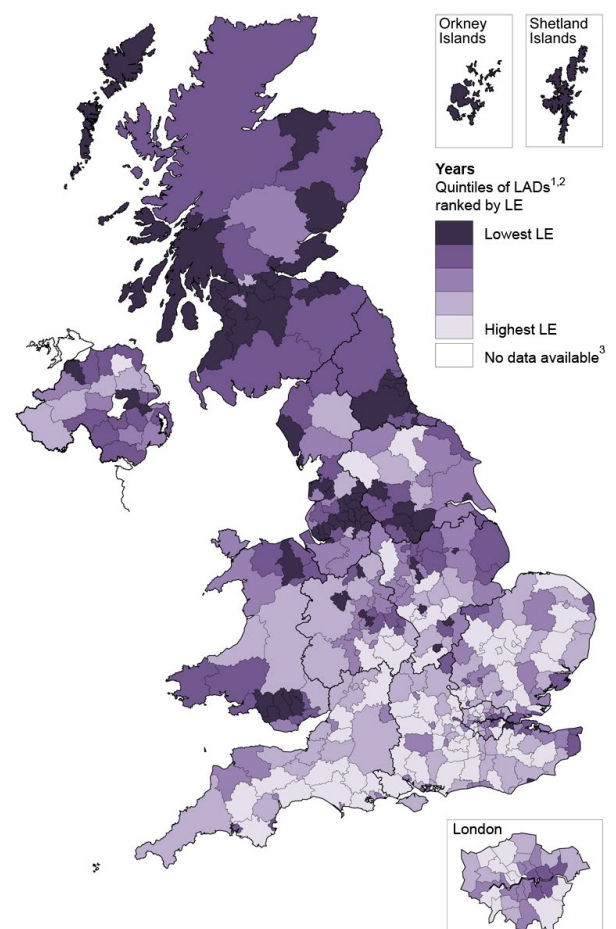 Orkney
Islands
Shetland
Islands
Years
Quintiles of LADs1,2
ranked by LE
Lowest LE
Highest LE
No data available3
London